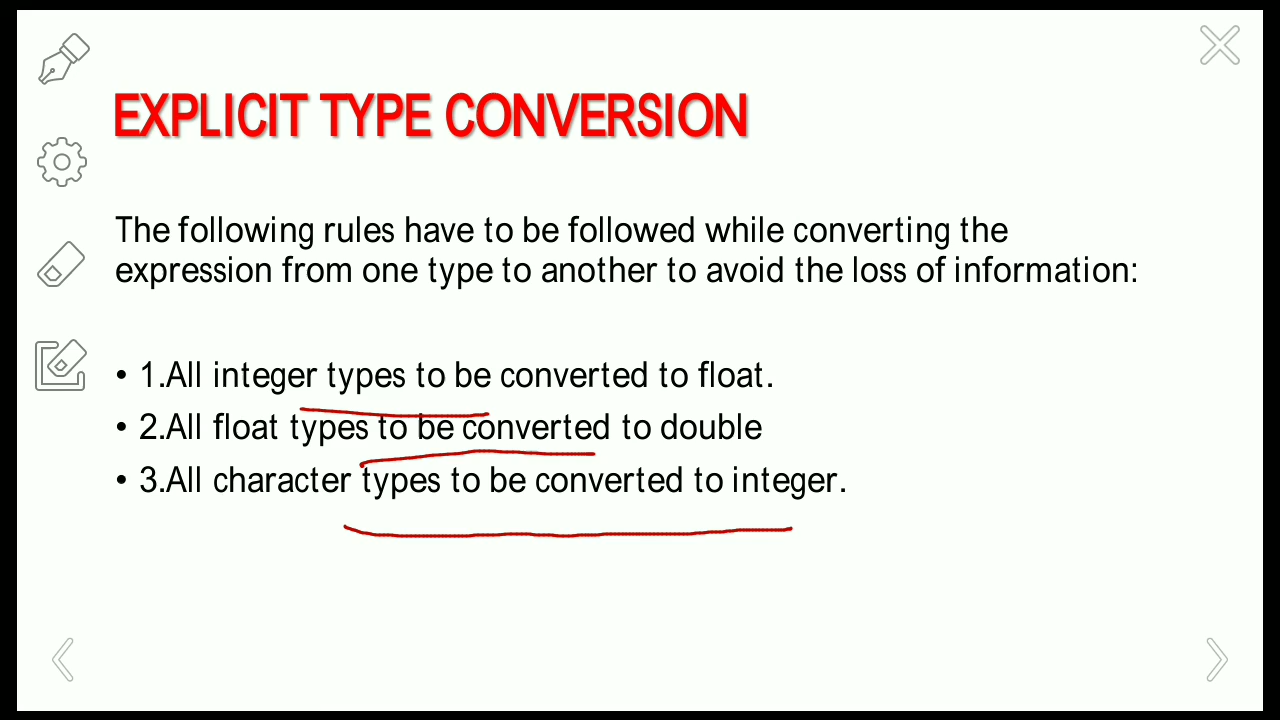 EXPLICIT TYPE CONVERSION
The following rules have to be followed while converting the
expression from one type to another to avoid the loss of information:
• 1.All integer types to be converted to float.
• 2.All float types to be converted to double
• 3.All character types to be converted to integer.